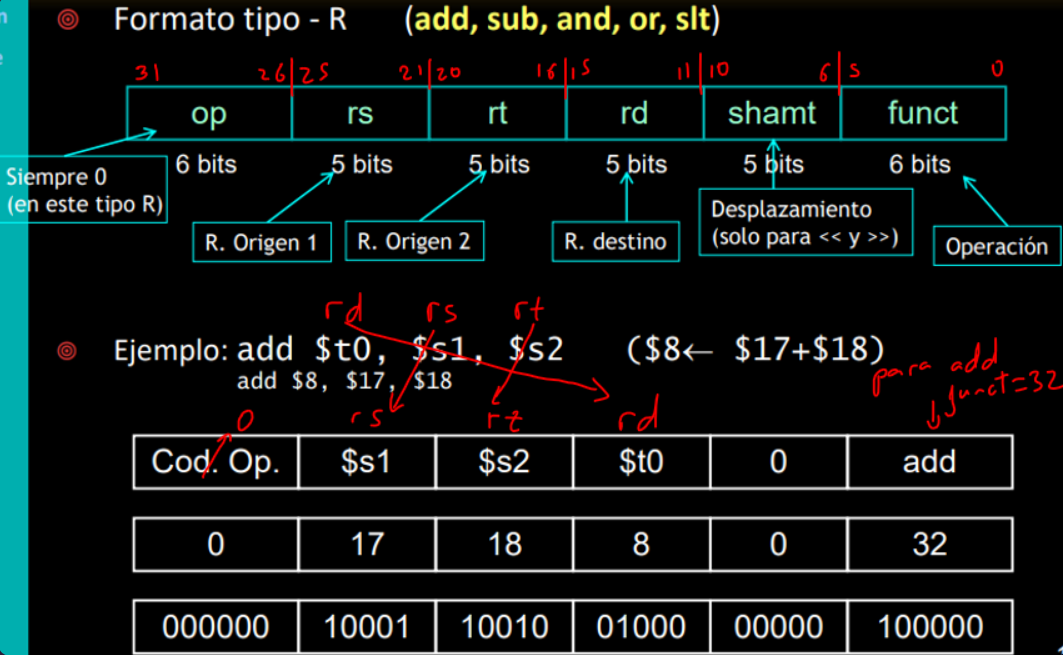 n
e
Formato tipo - R (add, sub, and, or, slt)
31 26 25 21 20 16 15 11 10 6 5 0
op rs rt rd shamt funct
6 bits 5 bits 5 bits 5 bits 5 bits 6 bits
Siempre 0
(en este tipo R)
R. Origen 1
R. Origen 2
R. destino
Desplazamiento
(solo para << y >>)
Operación
rd rs rt
Ejemplo: add $t0, $s1, $s2 ($8← $17+$18)
add $8, $17, $18
para add
funct=32
0 rs rt rd
Cod. Op. $s1 $s2 $t0 0 add
0 17 18 8 0 32
000000 10001 10010 01000 00000 100000